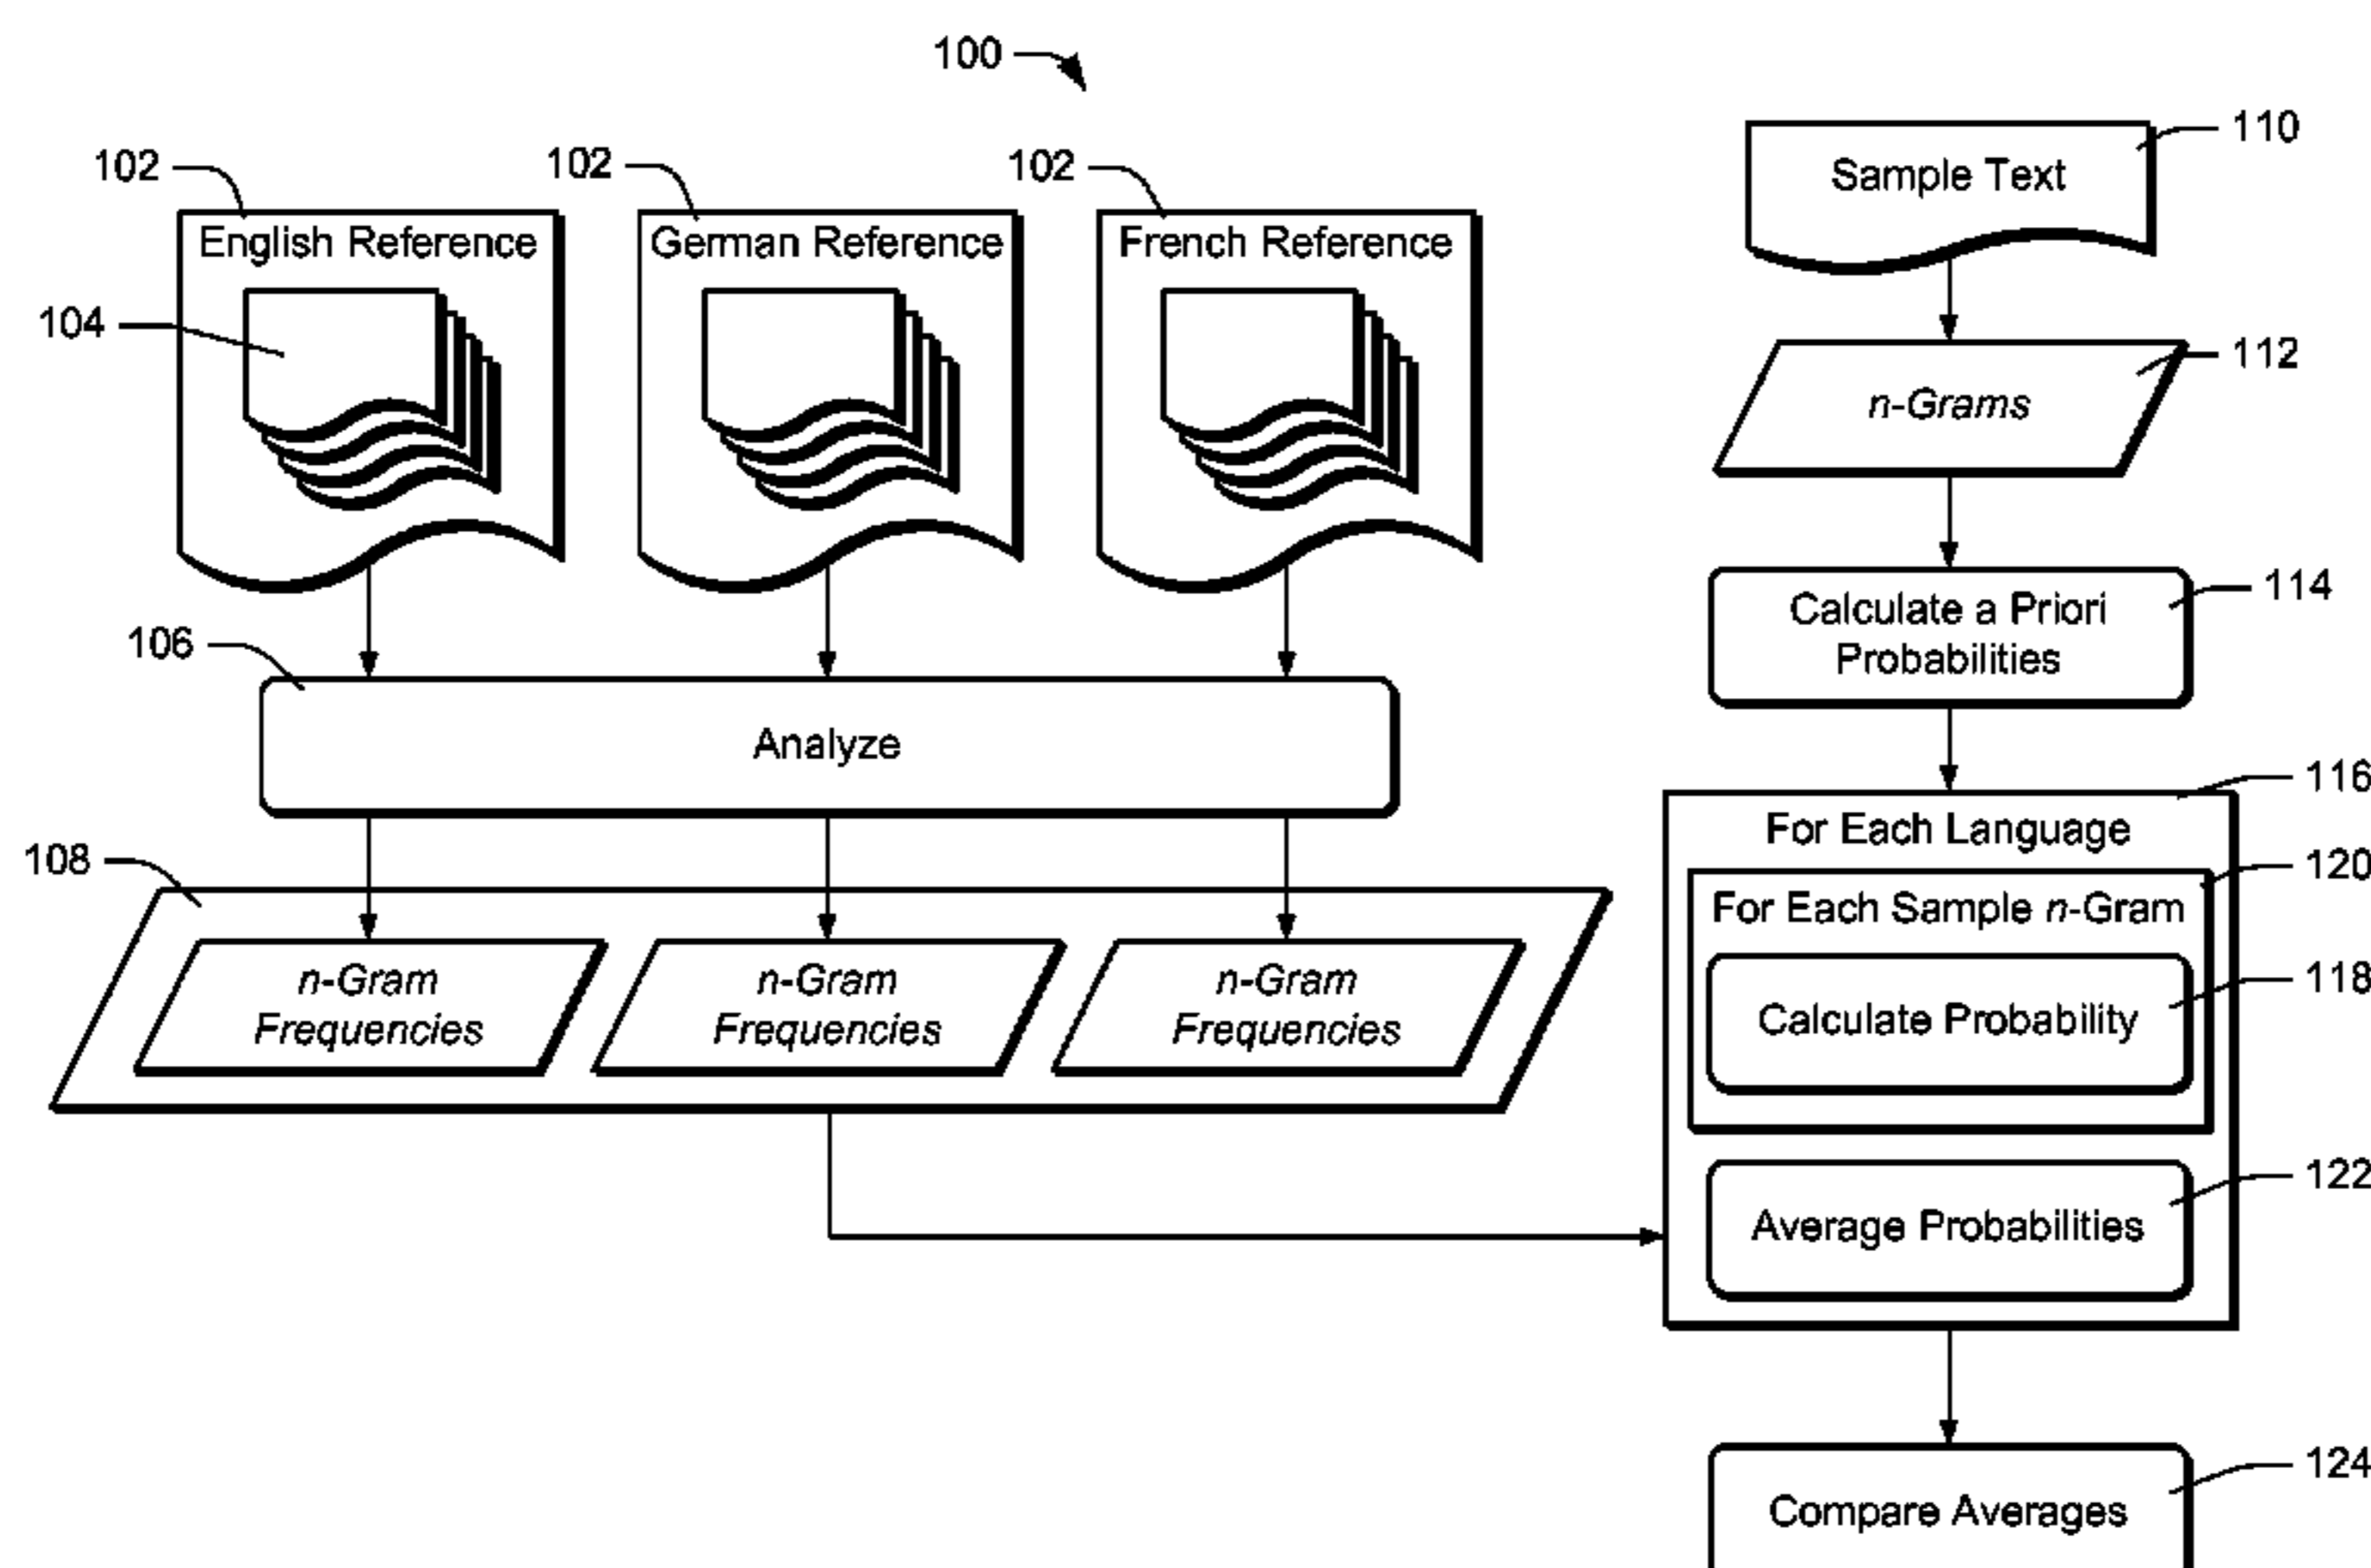 100
102
102
102
110
Sample Text
English Reference
German Reference
French Reference
104
112
n-Grams
114
Calculate a Priori
Probabilities
106
Analyze
116
For Each Language
108
120
For Each Sample n-Gram
118
Calculate Probability
n-Gram
Frequencies
n-Gram
Frequencies
n-Gram
Frequencies
122
Average Probabilities
124
Compare Averages